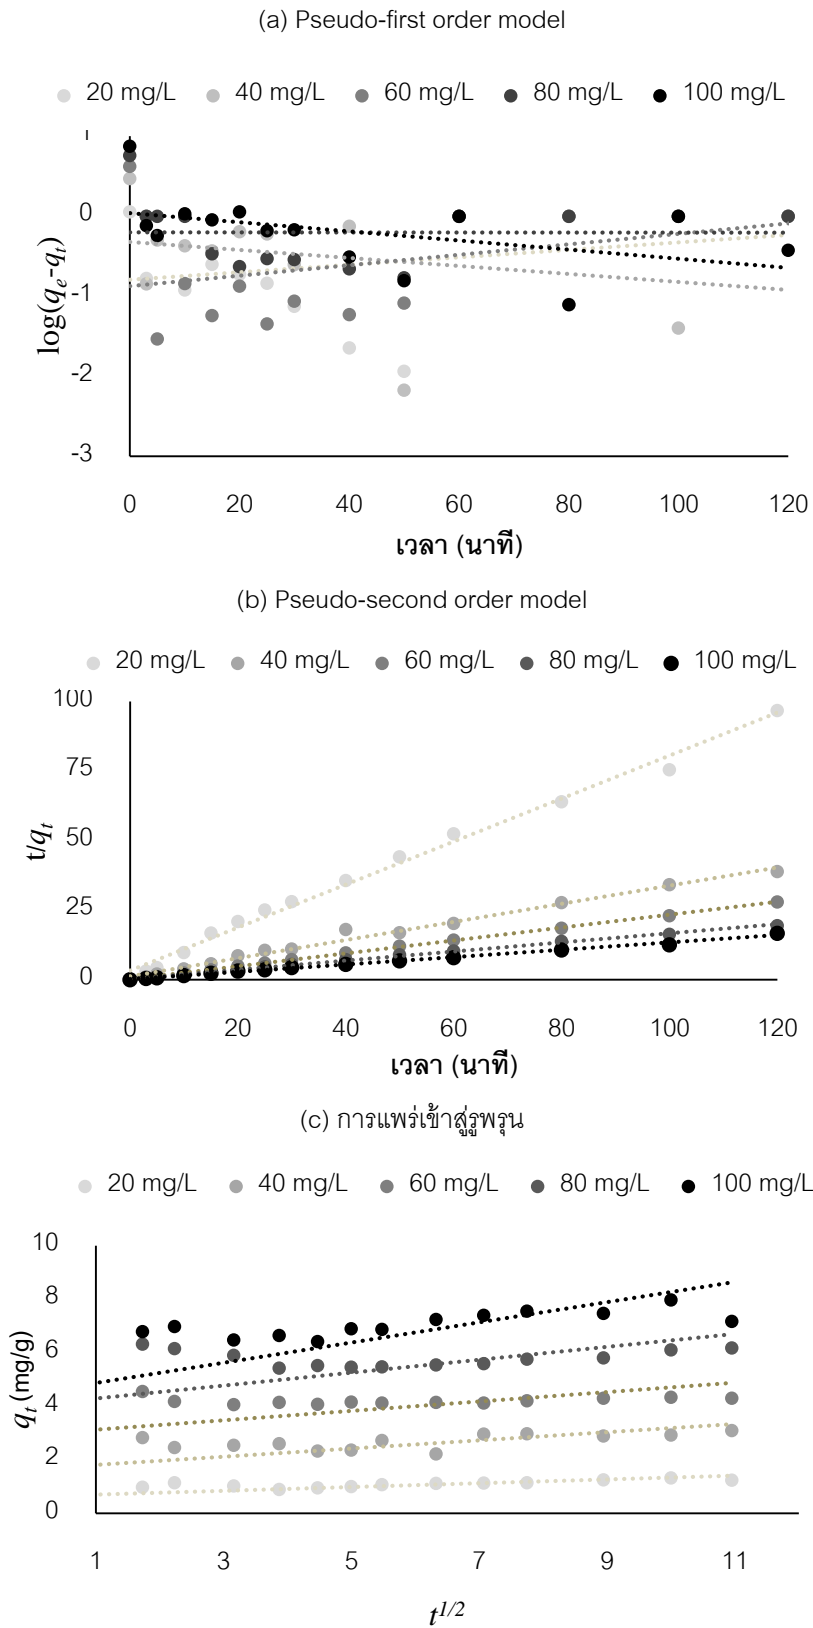 (a) Pseudo-first order model
20 mg/L 40 mg/L 60 mg/L 80 mg/L 100 mg/L
1
0
-1
-2
-3
log(qe-qt)
0 20 40 60 80 100 120
เวลา (นาที)
(b) Pseudo-second order model
20 mg/L 40 mg/L 60 mg/L 80 mg/L 100 mg/L
100
75
50
25
0
t/qt
0 20 40 60 80 100 120
เวลา (นาที)
(c) การแพร่เข้าสู่รูพรุน
20 mg/L 40 mg/L 60 mg/L 80 mg/L 100 mg/L
10
8
6
4
2
0
qt (mg/g)
1 3 5 7 9 11
t1/2